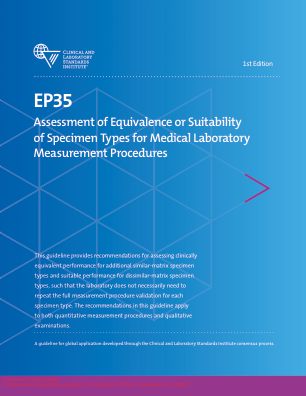 CLINICAL AND
LABORATORY
STANDARDS
INSTITUTE
1st Edition
EP35
Assessment of Equivalence or Suitability
of Specimen Types for Medical Laboratory
Measurement Procedures
This guideline provides recommendations for assessing clinically
equivalent performance for additional similar-matrix specimen
types and suitable performance for dissimilar-matrix specimen
types, such that the laboratory does not necessarily need to
repeat the full measurement procedure validation for each
specimen type. The recommendations in this guideline apply
to both quantitative measurement procedures and qualitative
examinations.
A guideline for global application developed through the Clinical and Laboratory Standards Institute consensus process